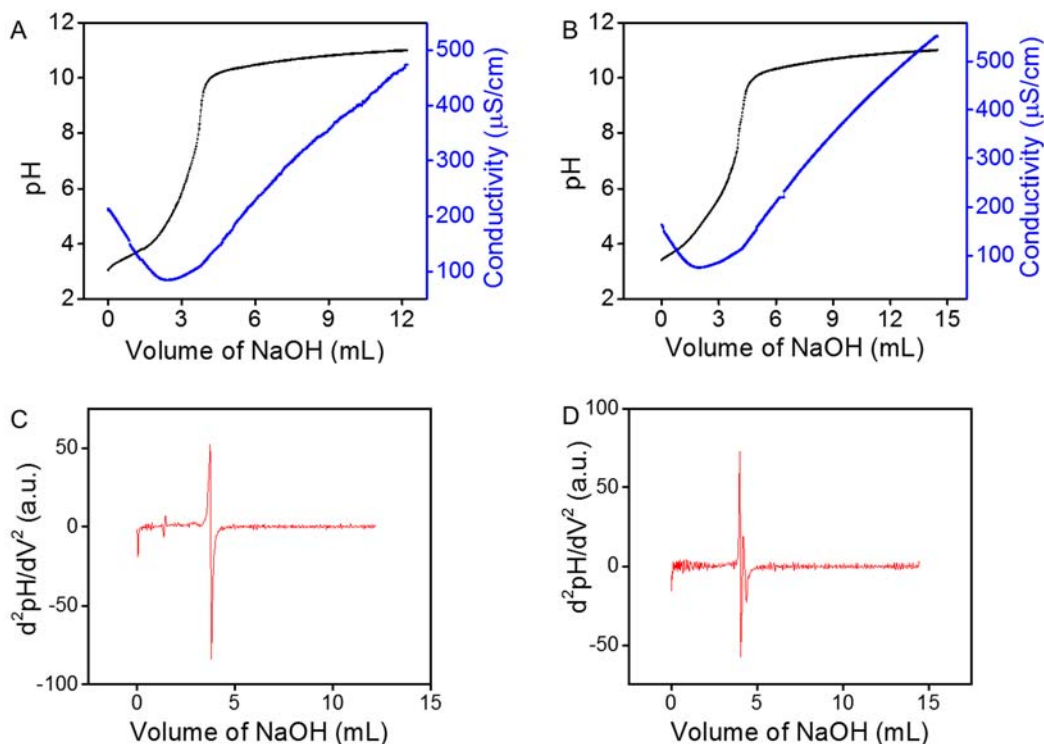 A
12
10
8
6
4
2
pH
500
400
300
200
100
Conductivity (μS/cm)
0 3 6 9 12
Volume of NaOH (mL)
B
12
10
8
6
4
2
pH
500
400
300
200
100
Conductivity (μS/cm)
0 3 6 9 12 15
Volume of NaOH (mL)
C
50
0
-50
-100
d²pH/dV² (a.u.)
0 5 10 15
Volume of NaOH (mL)
D
100
50
0
-50
d²pH/dV² (a.u.)
0 5 10 15
Volume of NaOH (mL)